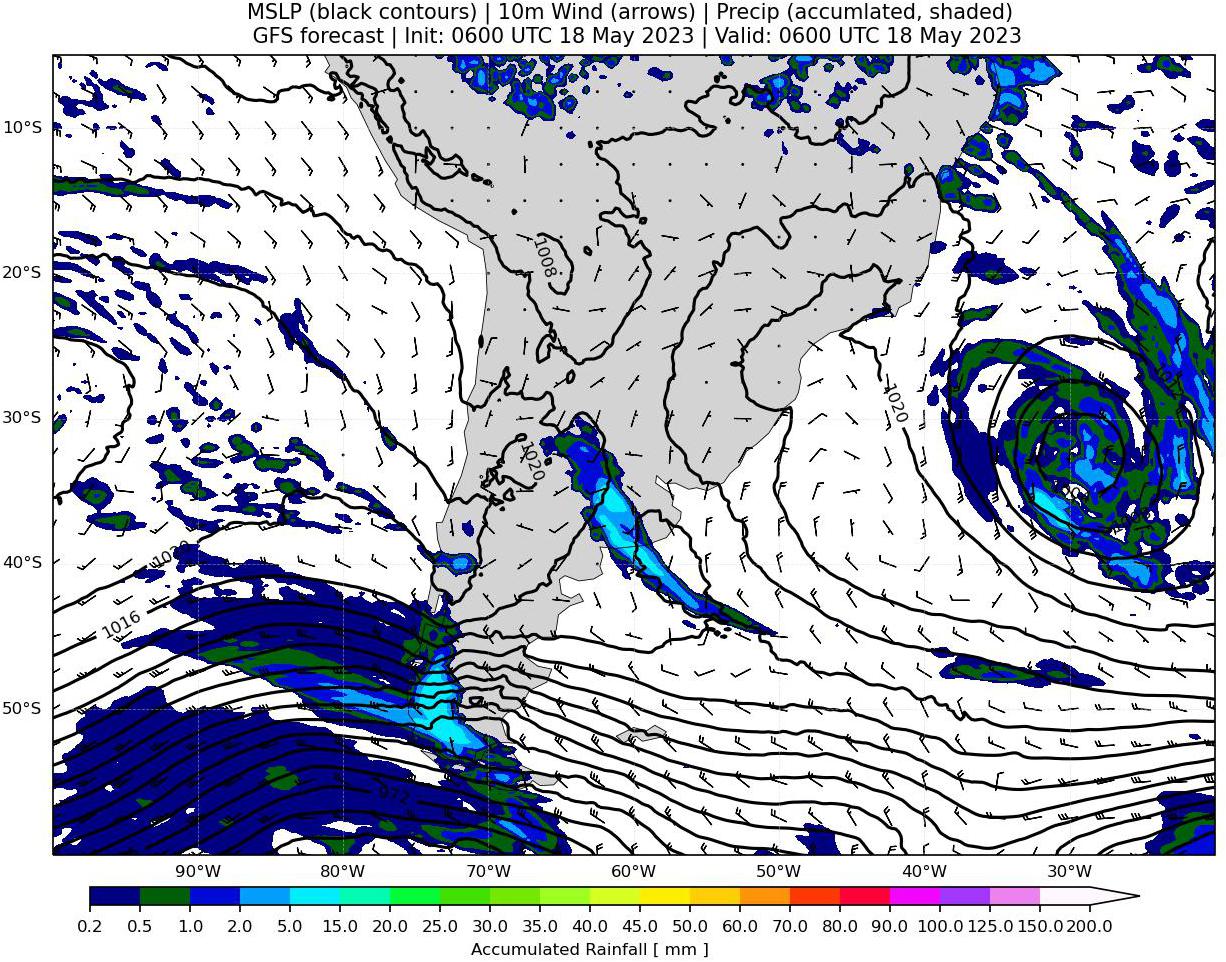 MSLP (black contours) | 10m Wind (arrows) | Precip (accumlated, shaded)
GFS forecast | Init: 0600 UTC 18 May 2023 | Valid: 0600 UTC 18 May 2023
10°S
20°S
30°S
40°S
50°S
1008
1020
1020
1016
972
90°W 80°W 70°W 60°W 50°W 40°W 30°W
0.2 0.5 1.0 2.0 5.0 10.0 15.0 20.0 25.0 30.0 35.0 40.0 45.0 50.0 60.0 70.0 80.0 90.0 100.0 125.0 150.0 200.0
Accumulated Rainfall [ mm ]